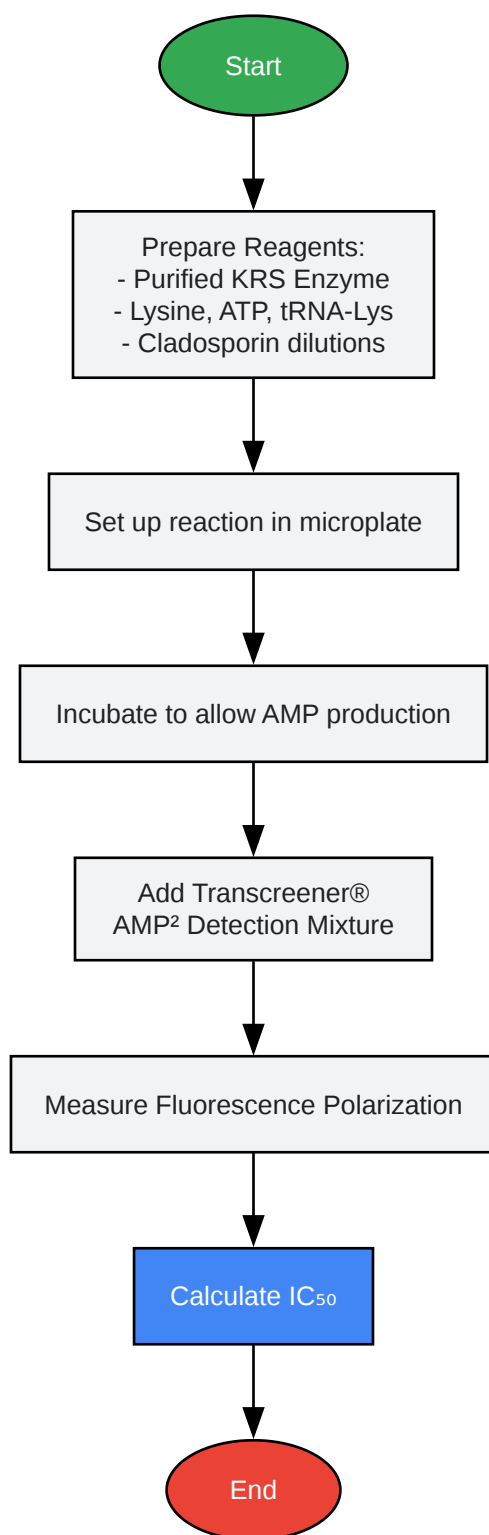 Start
Prepare Reagents:
- Purified KRS Enzyme
- Lysine, ATP, tRNA-Lys
- Cladosporin dilutions
Set up reaction in microplate
Incubate to allow AMP production
Add Transcreener®
AMP² Detection Mixture
Measure Fluorescence Polarization
Calculate IC₅₀
End